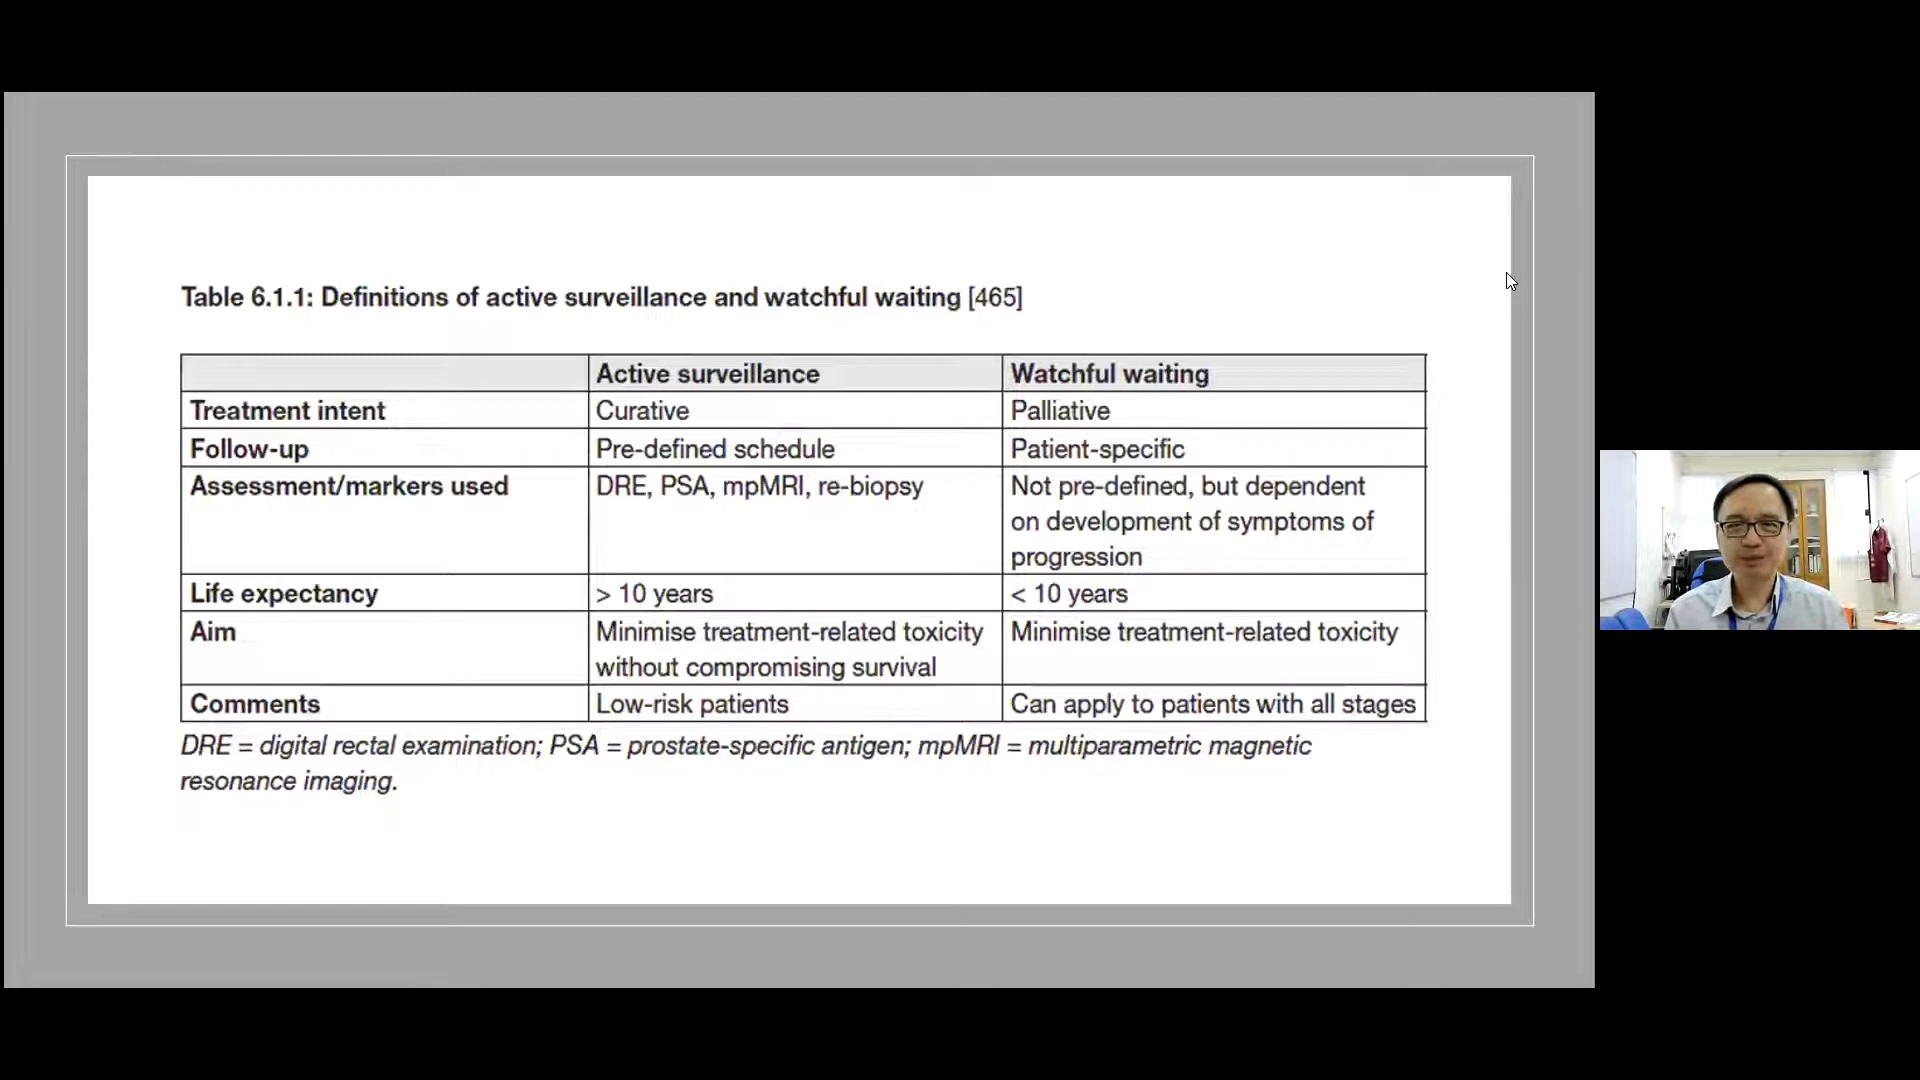 Table 6.1.1: Definitions of active surveillance and watchful waiting [465]
Active surveillance Watchful waiting
Treatment intent Curative Palliative
Follow-up Pre-defined schedule Patient-specific
Assessment/markers used DRE, PSA, mpMRI, re-biopsy Not pre-defined, but dependent
on development of symptoms of
progression
Life expectancy > 10 years < 10 years
Aim Minimise treatment-related toxicity Minimise treatment-related toxicity
without compromising survival
Comments Low-risk patients Can apply to patients with all stages
DRE = digital rectal examination; PSA = prostate-specific antigen; mpMRI = multiparametric magnetic
resonance imaging.